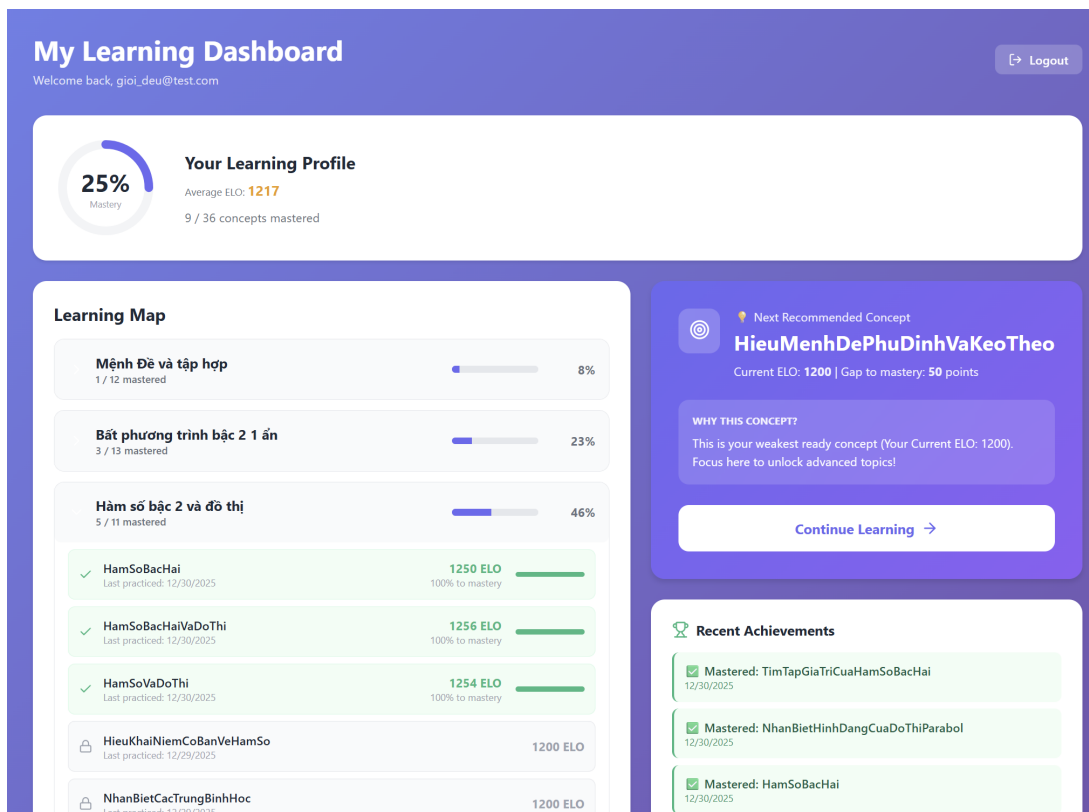 My Learning Dashboard
Welcome back, gioi_deu@test.com
Logout
25%
Mastery
Your Learning Profile
Average ELO: 1217
9 / 36 concepts mastered
Learning Map
Mệnh Đề và tập hợp
1 / 12 mastered
8%
Bất phương trình bậc 2 1 ẩn
3 / 13 mastered
23%
Hàm số bậc 2 và đồ thị
5 / 11 mastered
46%
HamSoBacHai
Last practiced: 12/30/2025
1250 ELO
100% to mastery
HamSoBacHaiVaDoThi
Last practiced: 12/30/2025
1256 ELO
100% to mastery
HamSoVaDoThi
Last practiced: 12/30/2025
1254 ELO
100% to mastery
HieuKhaiNiemCoBanVeHamSo
Last practiced: 12/29/2025
1200 ELO
NhanBietCacTrungBinhHoc
Last practiced: 12/29/2025
1200 ELO
💡 Next Recommended Concept
HieuMenhDePhuDinhVaKeoTheo
Current ELO: 1200 | Gap to mastery: 50 points
WHY THIS CONCEPT?
This is your weakest ready concept (Your Current ELO: 1200).
Focus here to unlock advanced topics!
Continue Learning →
Recent Achievements
✅ Mastered: TimTapGiaTriCuaHamSoBacHai
12/30/2025
✅ Mastered: NhanBietHinhDangCuaDoThiParabol
12/30/2025
✅ Mastered: HamSoBacHai
12/30/2025